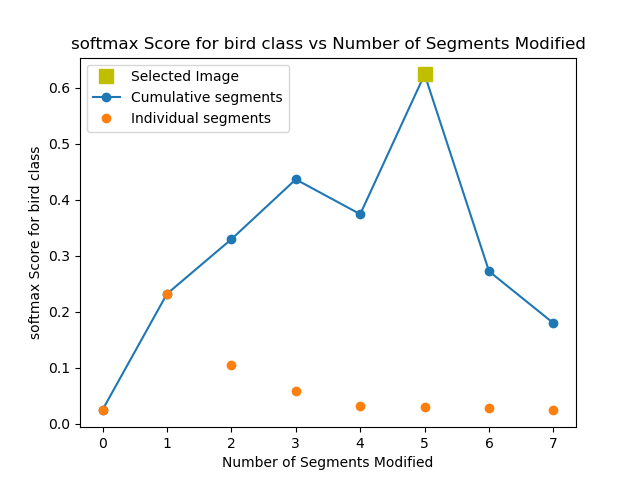 softmax Score for bird class vs Number of Segments Modified
Selected Image
Cumulative segments
Individual segments
softmax Score for bird class
0.6
0.5
0.4
0.3
0.2
0.1
0.0
0 1 2 3 4 5 6 7
Number of Segments Modified